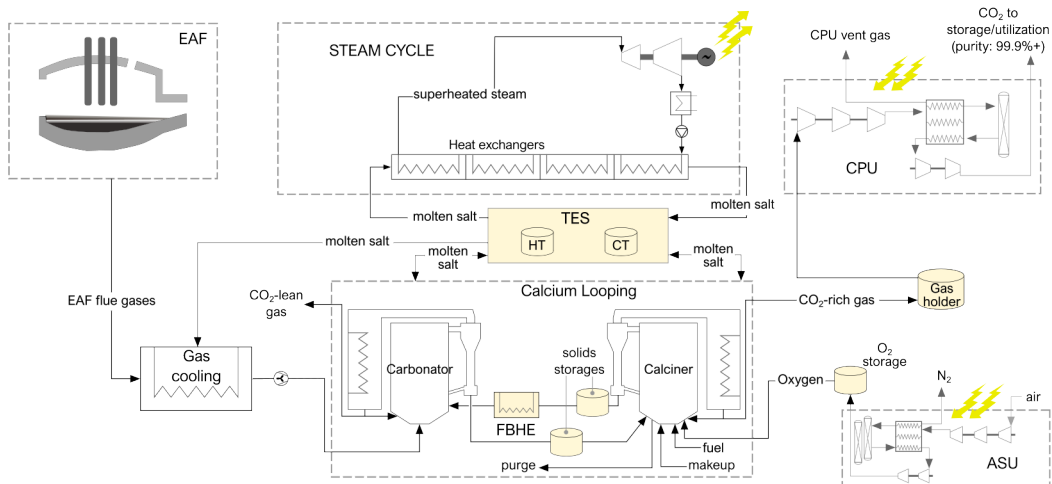 EAF
STEAM CYCLE
superheated steam
Heat exchangers
CPU vent gas
CO₂ to
storage/utilization
(purity: 99.9%+)
CPU
molten salt
molten salt
TES
HT
CT
molten salt
molten
salt
molten
salt
EAF flue gases
CO₂-lean
gas
Calcium Looping
CO₂-rich gas
Gas
holder
Gas
cooling
Carbonator
solids
storages
Calciner
Oxygen
O₂
storage
N₂
air
FBHE
fuel
purge
makeup
ASU